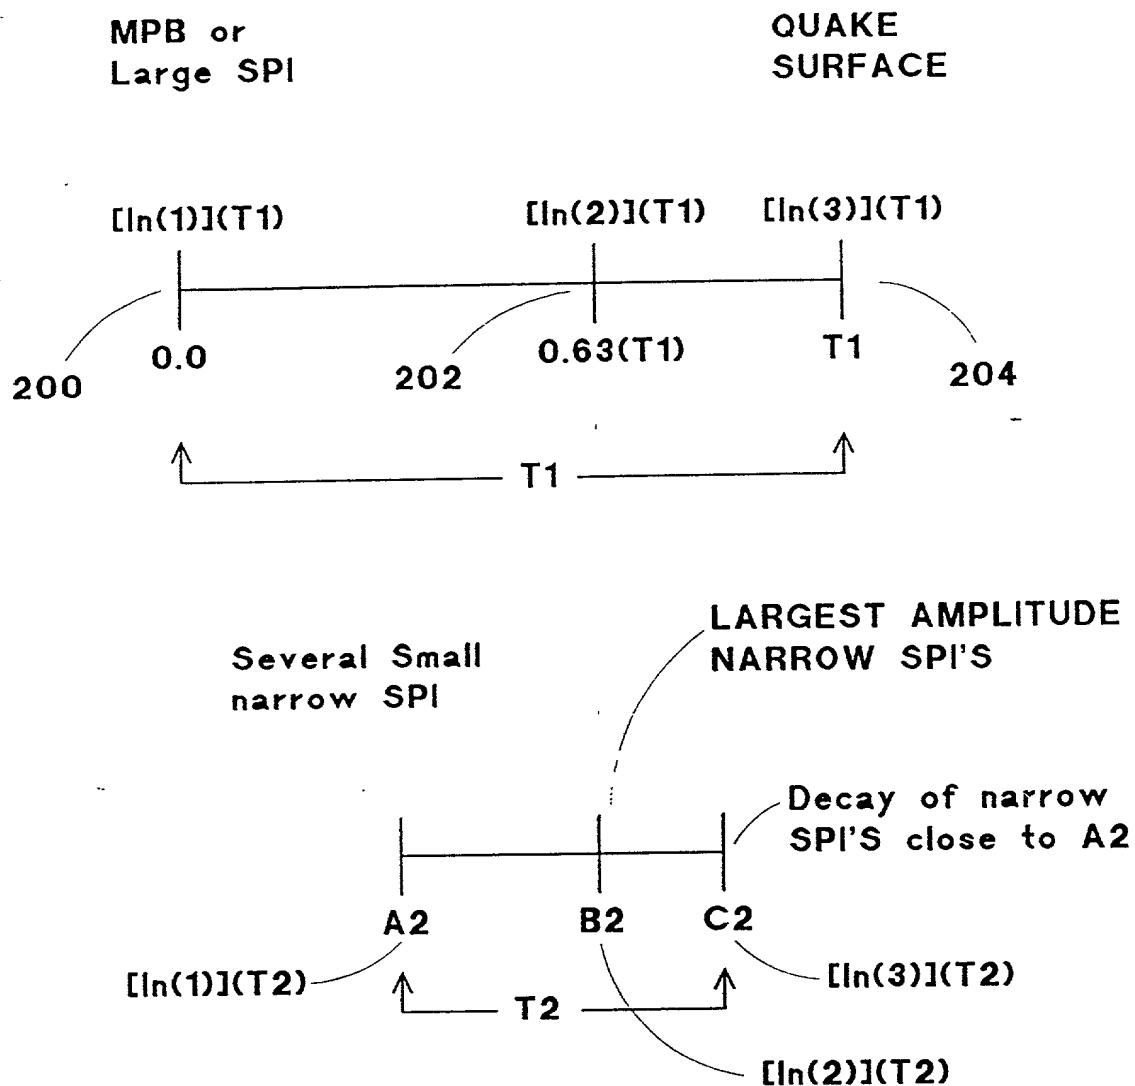 MPB or
Large SPI
QUAKE
SURFACE
[ln(1)](T1)
[ln(2)](T1)
[ln(3)](T1)
0.0
0.63(T1)
T1
200
202
204
T1
LARGEST AMPLITUDE
NARROW SPI'S
Several Small
narrow SPI
Decay of narrow
SPI'S close to A2
A2
B2
C2
[ln(1)](T2)
[ln(3)](T2)
T2
[ln(2)](T2)